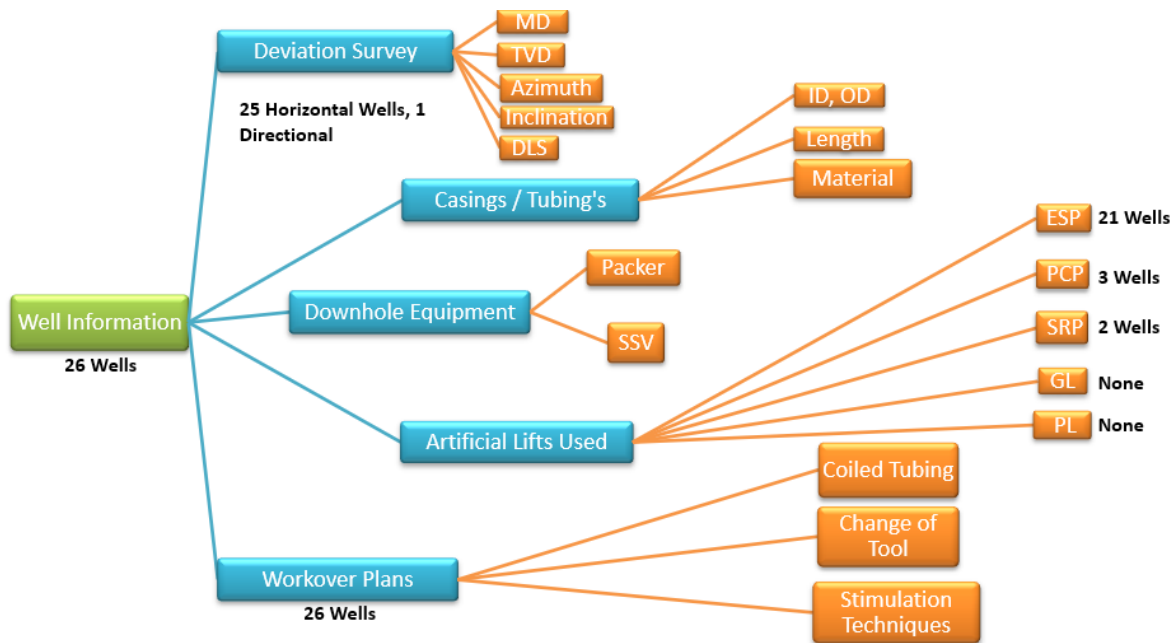 Well Information
26 Wells
Deviation Survey
25 Horizontal Wells, 1
Directional
MD
TVD
Azimuth
Inclination
DLS
Casings / Tubing's
ID, OD
Length
Material
Downhole Equipment
Packer
SSV
Artificial Lifts Used
ESP 21 Wells
PCP 3 Wells
SRP 2 Wells
GL None
PL None
Workover Plans
26 Wells
Coiled Tubing
Change of
Tool
Stimulation
Techniques